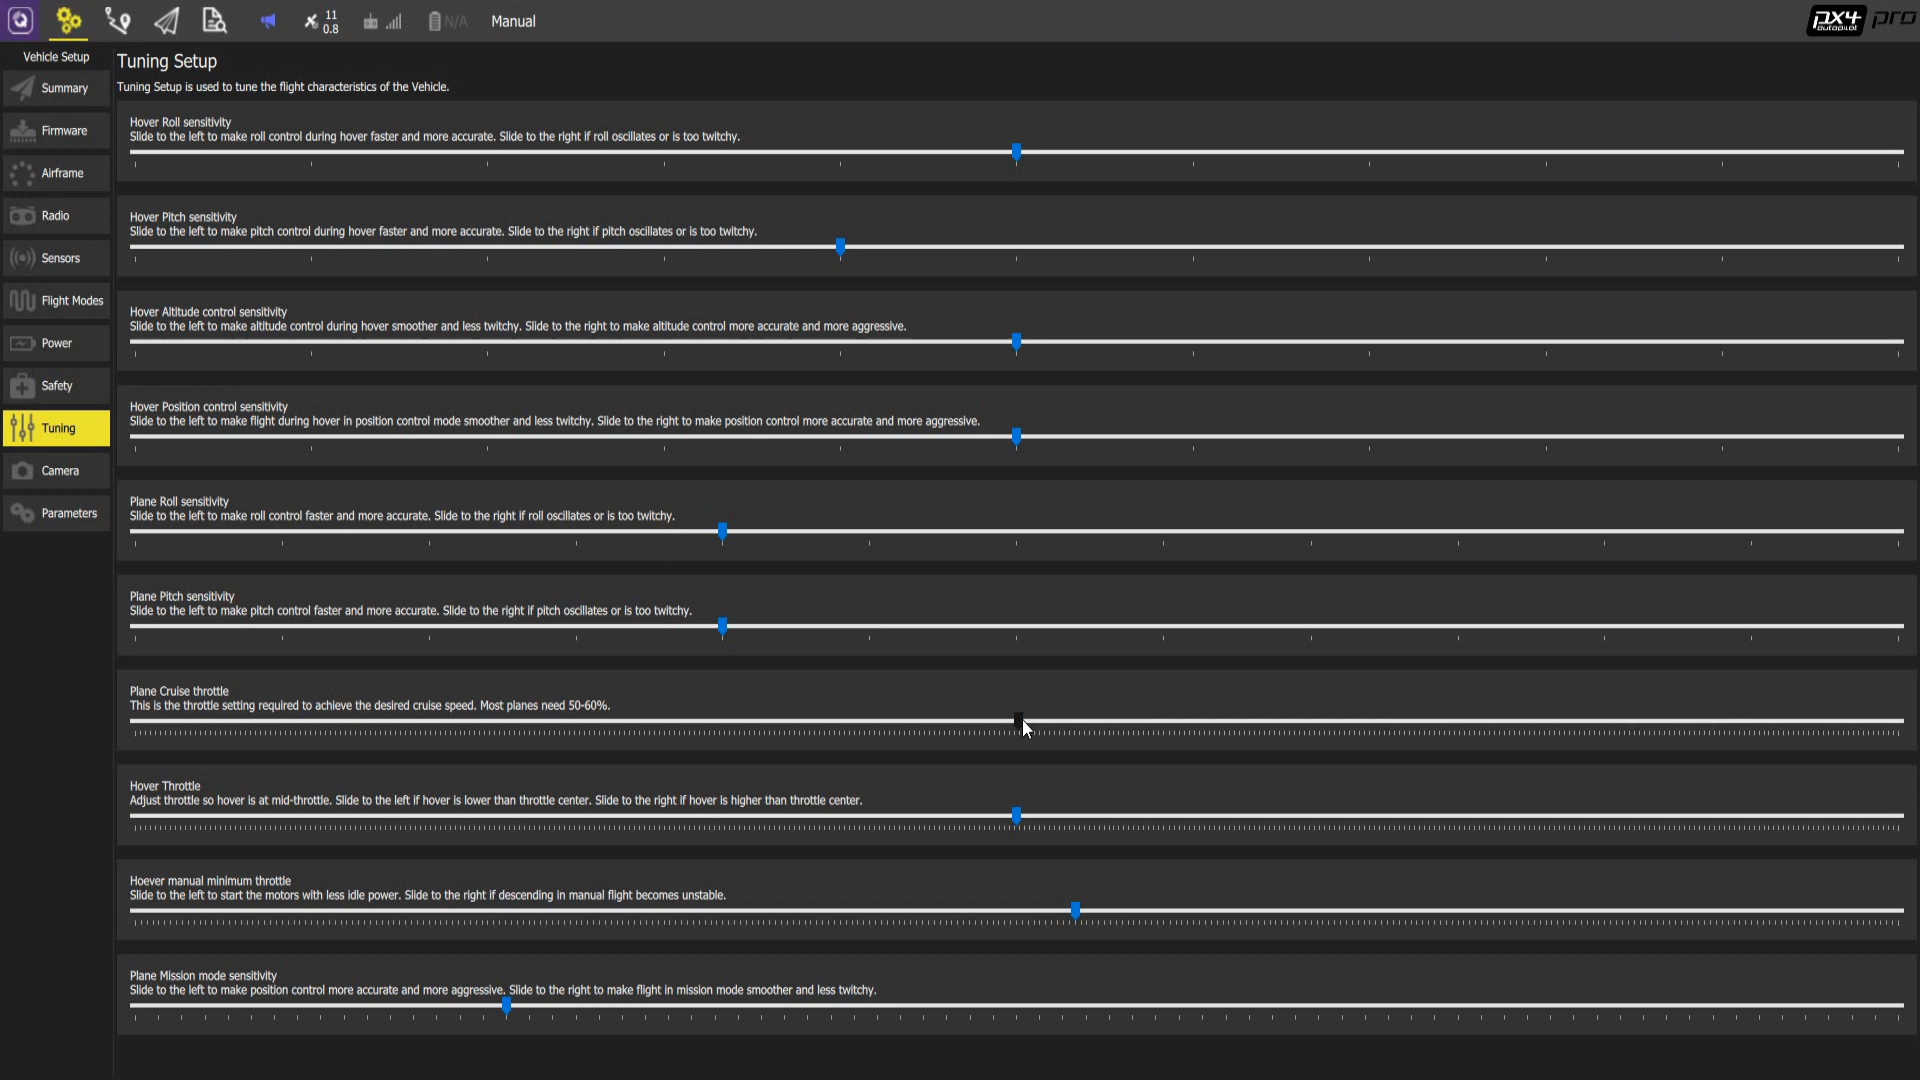 11
0.8
N/A
Manual
px4 pro
autopilot
Vehicle Setup
Summary
Firmware
Airframe
Radio
Sensors
Flight Modes
Power
Safety
Tuning
Camera
Parameters
Tuning Setup
Tuning Setup is used to tune the flight characteristics of the Vehicle.
Hover Roll sensitivity
Slide to the left to make roll control during hover faster and more accurate. Slide to the right if roll oscillates or is too twitchy.
Hover Pitch sensitivity
Slide to the left to make pitch control during hover faster and more accurate. Slide to the right if pitch oscillates or is too twitchy.
Hover Altitude control sensitivity
Slide to the left to make altitude control during hover smoother and less twitchy. Slide to the right to make altitude control more accurate and more aggressive.
Hover Position control sensitivity
Slide to the left to make flight during hover in position control mode smoother and less twitchy. Slide to the right to make position control more accurate and more aggressive.
Plane Roll sensitivity
Slide to the left to make roll control faster and more accurate. Slide to the right if roll oscillates or is too twitchy.
Plane Pitch sensitivity
Slide to the left to make pitch control faster and more accurate. Slide to the right if pitch oscillates or is too twitchy.
Plane Cruise throttle
This is the throttle setting required to achieve the desired cruise speed. Most planes need 50-60%.
Hover Throttle
Adjust throttle so hover is at mid-throttle. Slide to the left if hover is lower than throttle center. Slide to the right if hover is higher than throttle center.
Hoever manual minimum throttle
Slide to the left to start the motors with less idle power. Slide to the right if descending in manual flight becomes unstable.
Plane Mission mode sensitivity
Slide to the left to make position control more accurate and more aggressive. Slide to the right to make flight in mission mode smoother and less twitchy.